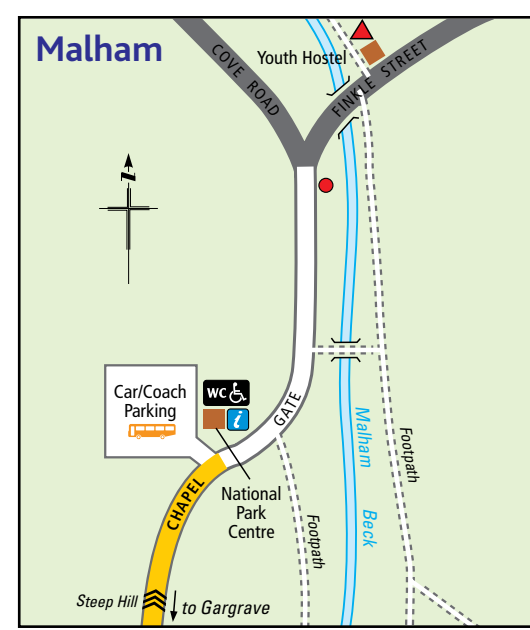 Malham
COVE ROAD
Youth Hostel
FINKLE STREET
Car/Coach
Parking
WC
i
GATE
National
Park
Centre
CHAPEL
Malham
Beck
Footpath
Footpath
Steep Hill
to Gargrave